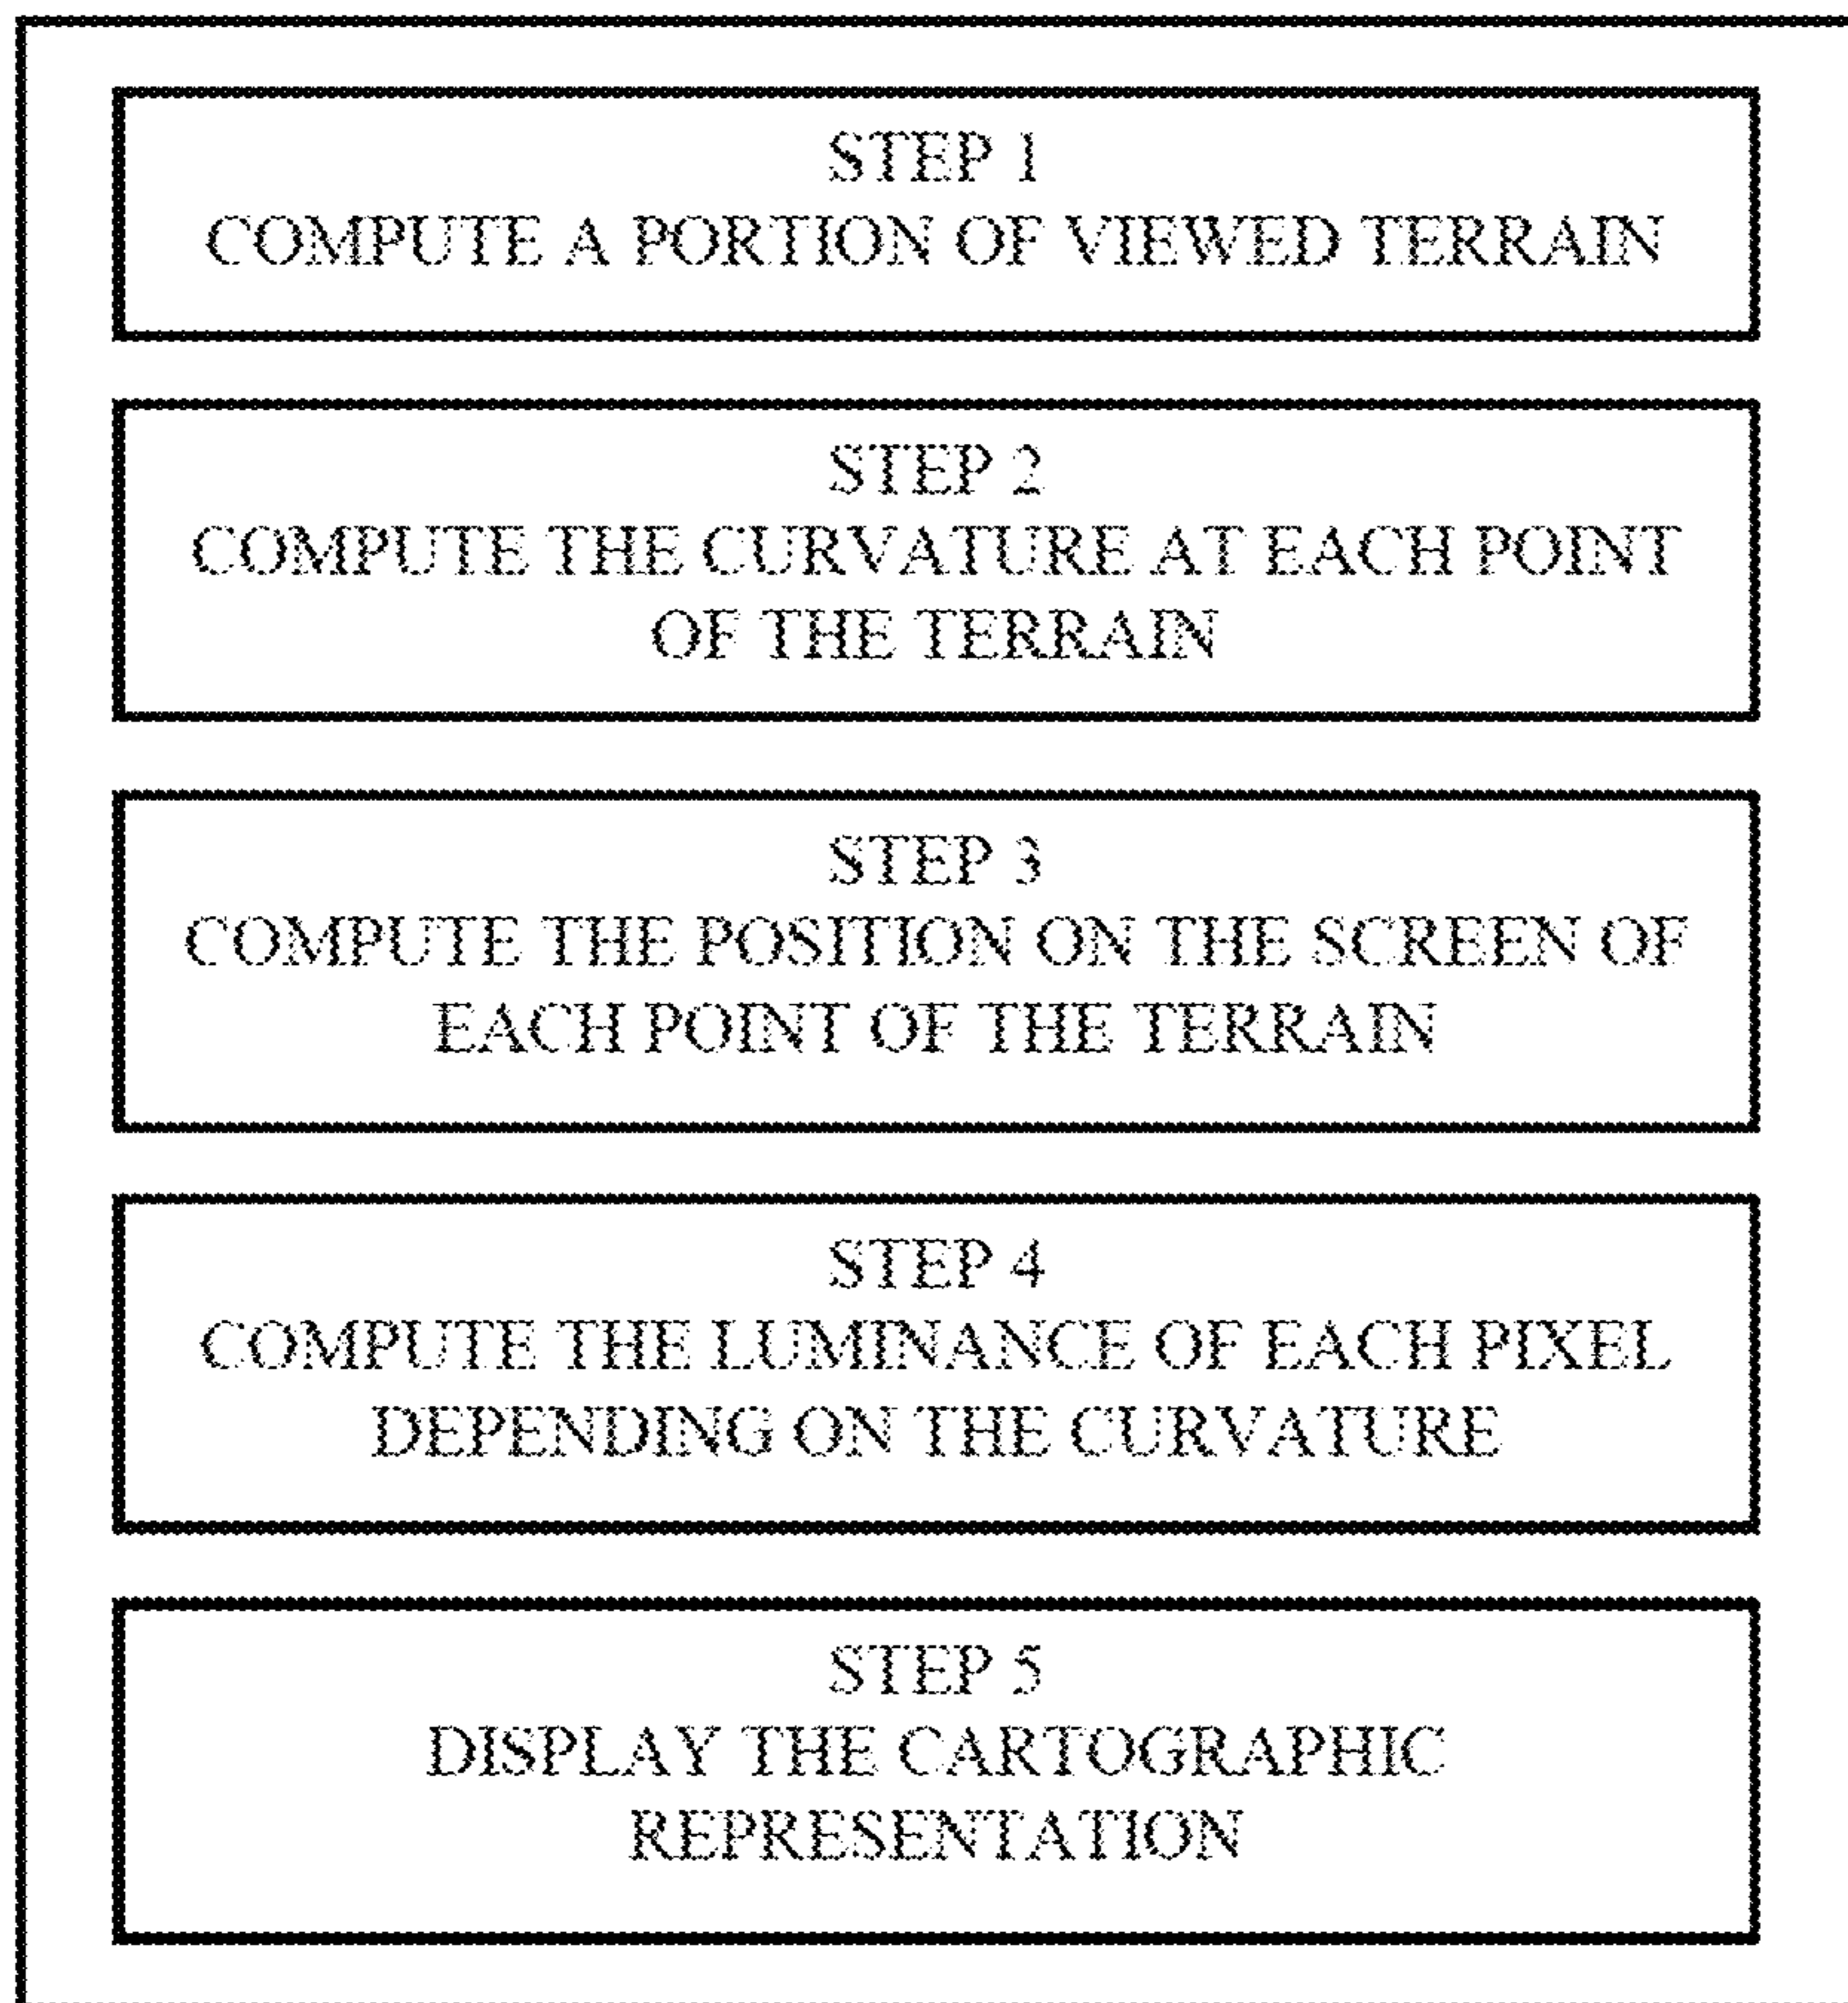 STEP 1
COMPUTE A PORTION OF VIEWED TERRAIN
STEP 2
COMPUTE THE CURVATURE AT EACH POINT
OF THE TERRAIN
STEP 3
COMPUTE THE POSITION ON THE SCREEN OF
EACH POINT OF THE TERRAIN
STEP 4
COMPUTE THE LUMINANCE OF EACH PIXEL
DEPENDING ON THE CURVATURE
STEP 5
DISPLAY THE CARTOGRAPHIC
REPRESENTATION